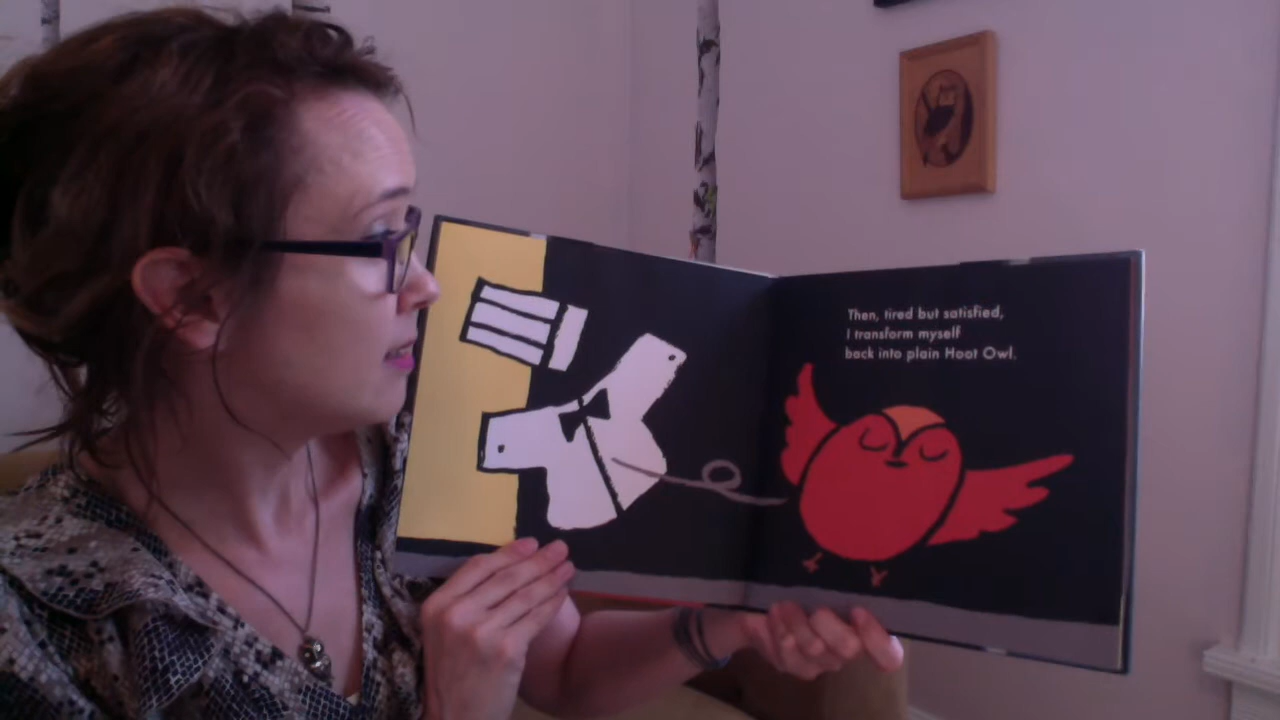 Then, tired but satisfied,
I transform myself
back into plain Hoot Owl.